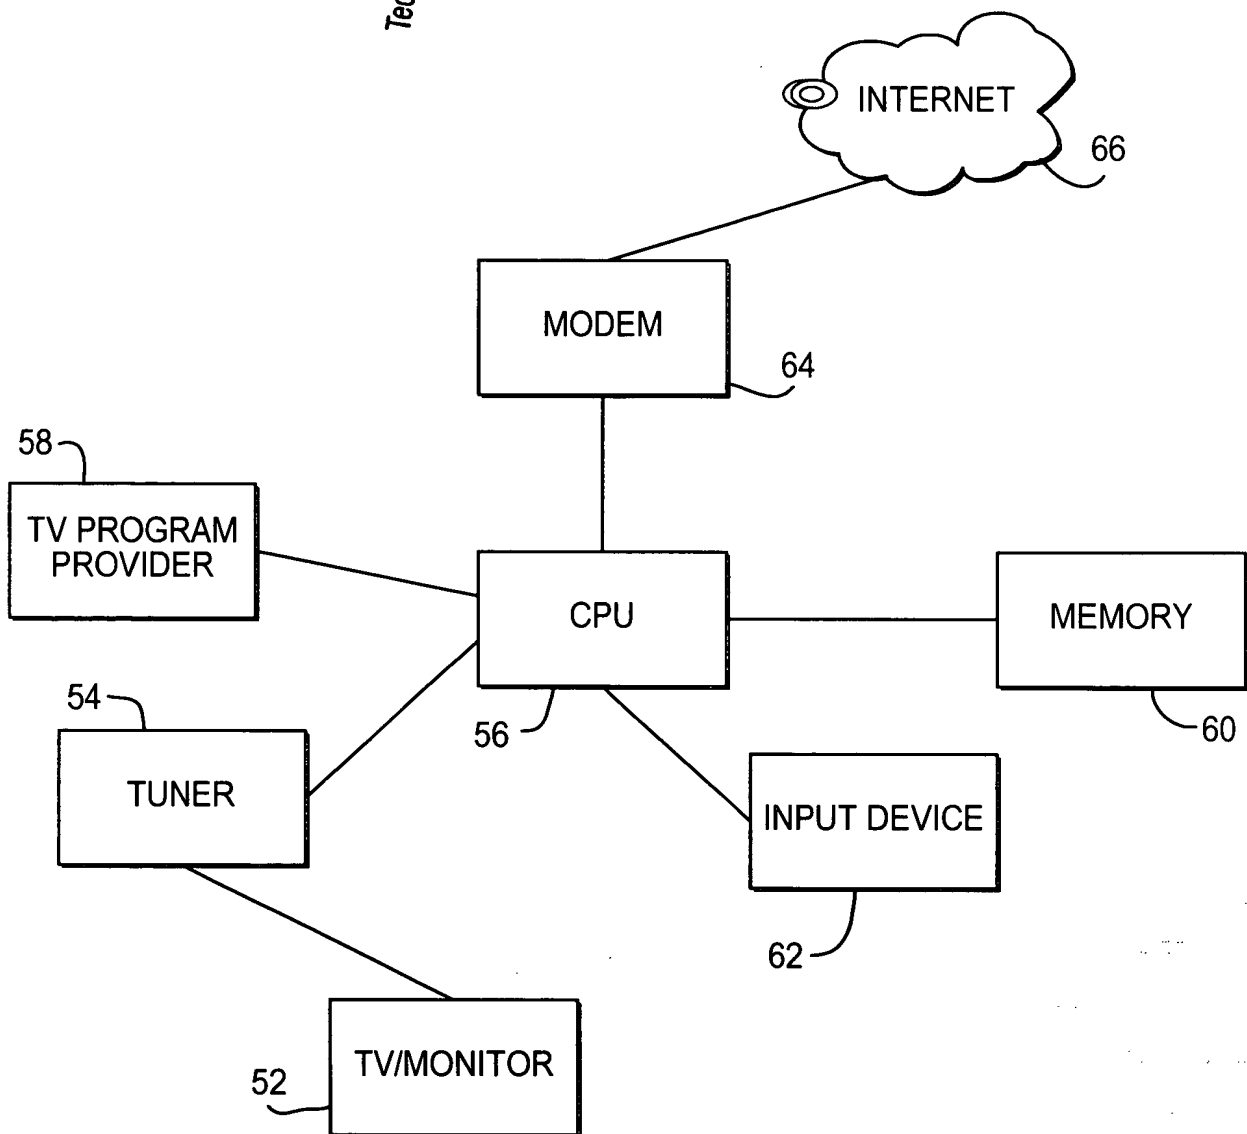 Tec
INTERNET
66
MODEM
64
58
TV PROGRAM
PROVIDER
CPU
MEMORY
54
56
60
TUNER
INPUT DEVICE
62
TV/MONITOR
52